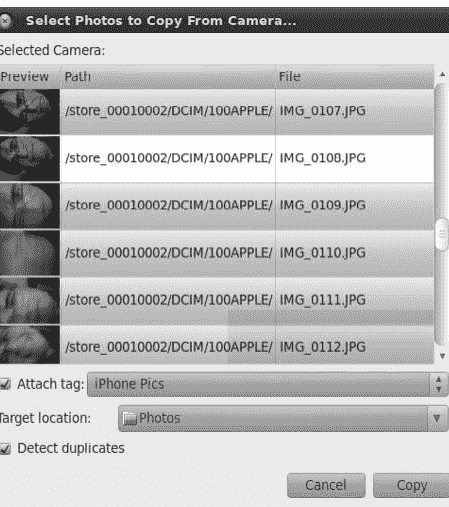 Select Photos to Copy From Camera...
Selected Camera:
Preview Path File
/store_00010002/DCIM/100APPLE/ IMG_0107.JPG
/store_00010002/DCIM/100APPLE/ IMG_0108.JPG
/store_00010002/DCIM/100APPLE/ IMG_0109.JPG
/store_00010002/DCIM/100APPLE/ IMG_0110.JPG
/store_00010002/DCIM/100APPLE/ IMG_0111.JPG
/store_00010002/DCIM/100APPLE/ IMG_0112.JPG
Attach tag: iPhone Pics
Target location: Photos
Detect duplicates
Cancel Copy